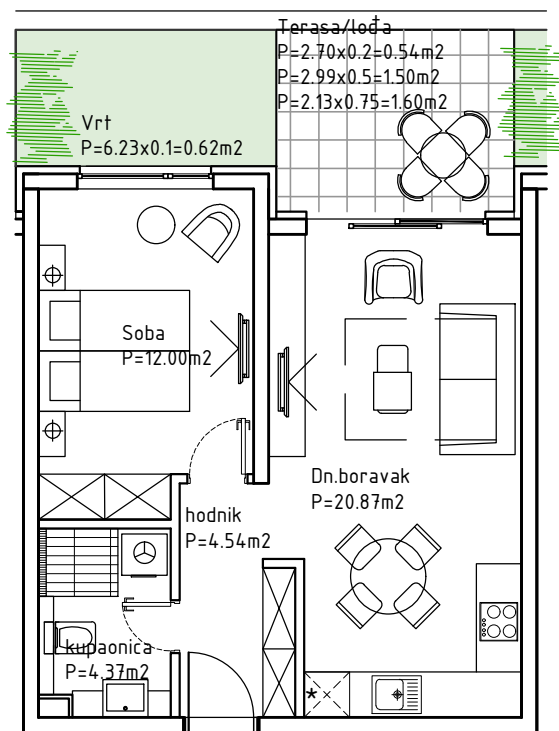 Terasa/lođa
P=2.70x0.2=0.54m2
P=2.99x0.5=1.50m2
P=2.13x0.75=1.60m2
Vrt
P=6.23x0.1=0.62m2
Soba
P=12.00m2
Dn.boravak
P=20.87m2
hodnik
P=4.54m2
kupaonica
P=4.37m2
*